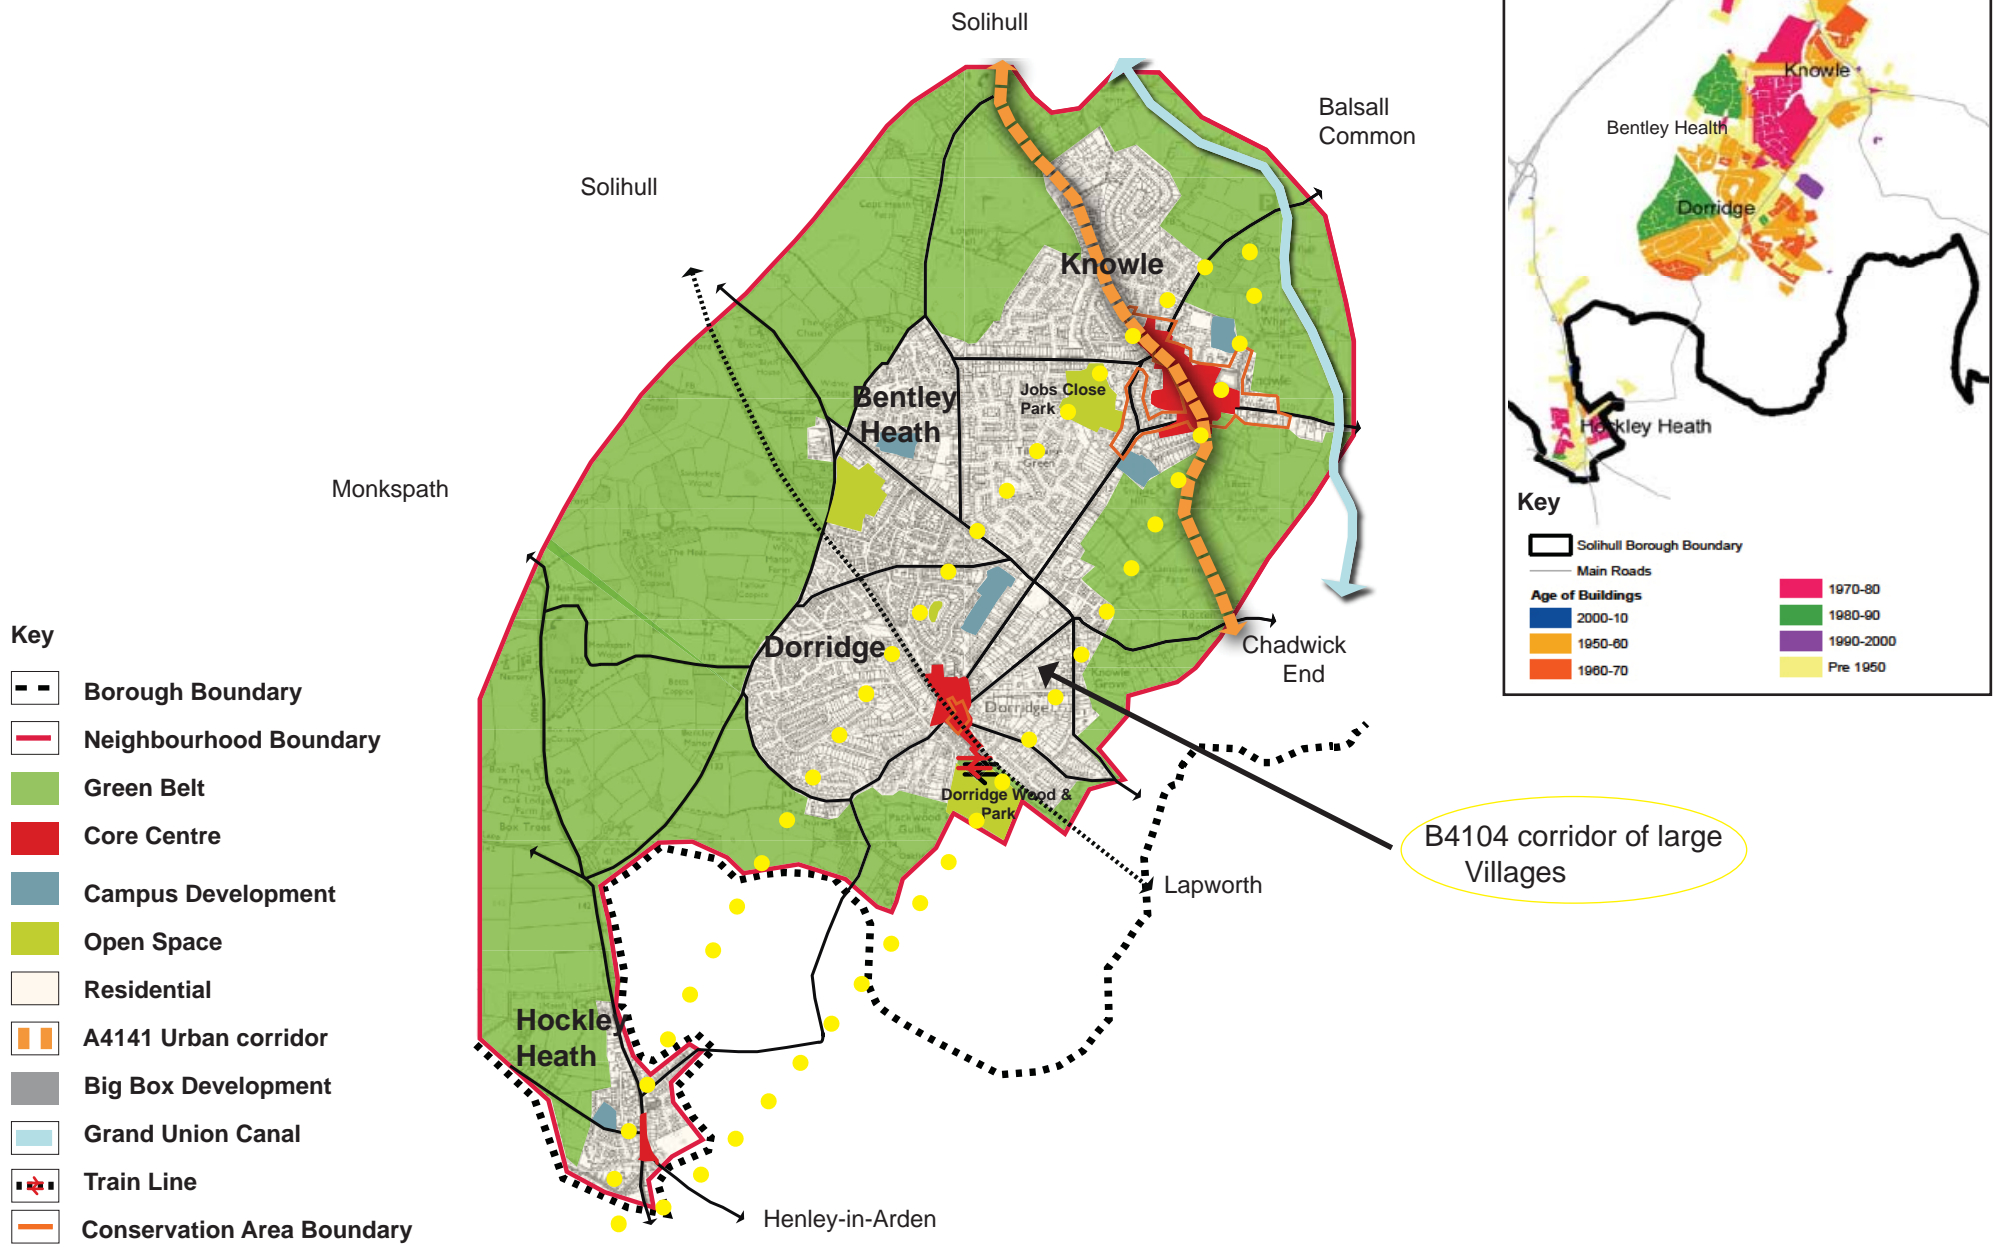 Solihull
Balsall
Common
Solihull
Knowle
Bentley
Heath
Jobs Close
Park
Monkspath
Dorridge
Dorridge
Chadwick
End
Dorridge Wood &
Park
Lapworth
B4104 corridor of large
Villages
Hockley
Heath
Henley-in-Arden
Key
Borough Boundary
Neighbourhood Boundary
Green Belt
Core Centre
Campus Development
Open Space
Residential
A4141 Urban corridor
Big Box Development
Grand Union Canal
Train Line
Conservation Area Boundary
Knowle
Bentley Health
Dorridge
Hockley Heath
Key
Solihull Borough Boundary
Main Roads
Age of Buildings
2000-10
1950-60
1960-70
1970-80
1980-90
1990-2000
Pre 1950